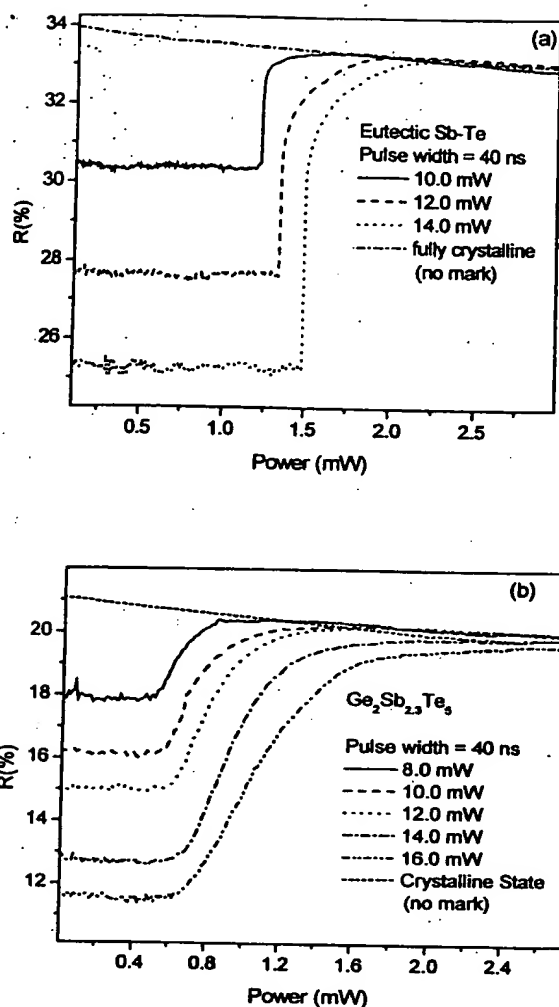 (a)
34
32
30
28
26
R(%)
Eutectic Sb-Te
Pulse width = 40 ns
10.0 mW
12.0 mW
14.0 mW
fully crystalline
(no mark)
0.5 1.0 1.5 2.0 2.5
Power (mW)
(b)
20
18
16
15
13
12
R(%)
Ge2Sb2.3Te5
Pulse width = 40 ns
8.0 mW
10.0 mW
12.0 mW
14.0 mW
16.0 mW
Crystalline State
(no mark)
0.4 0.8 1.2 1.6 2.0 2.4
Power (mW)